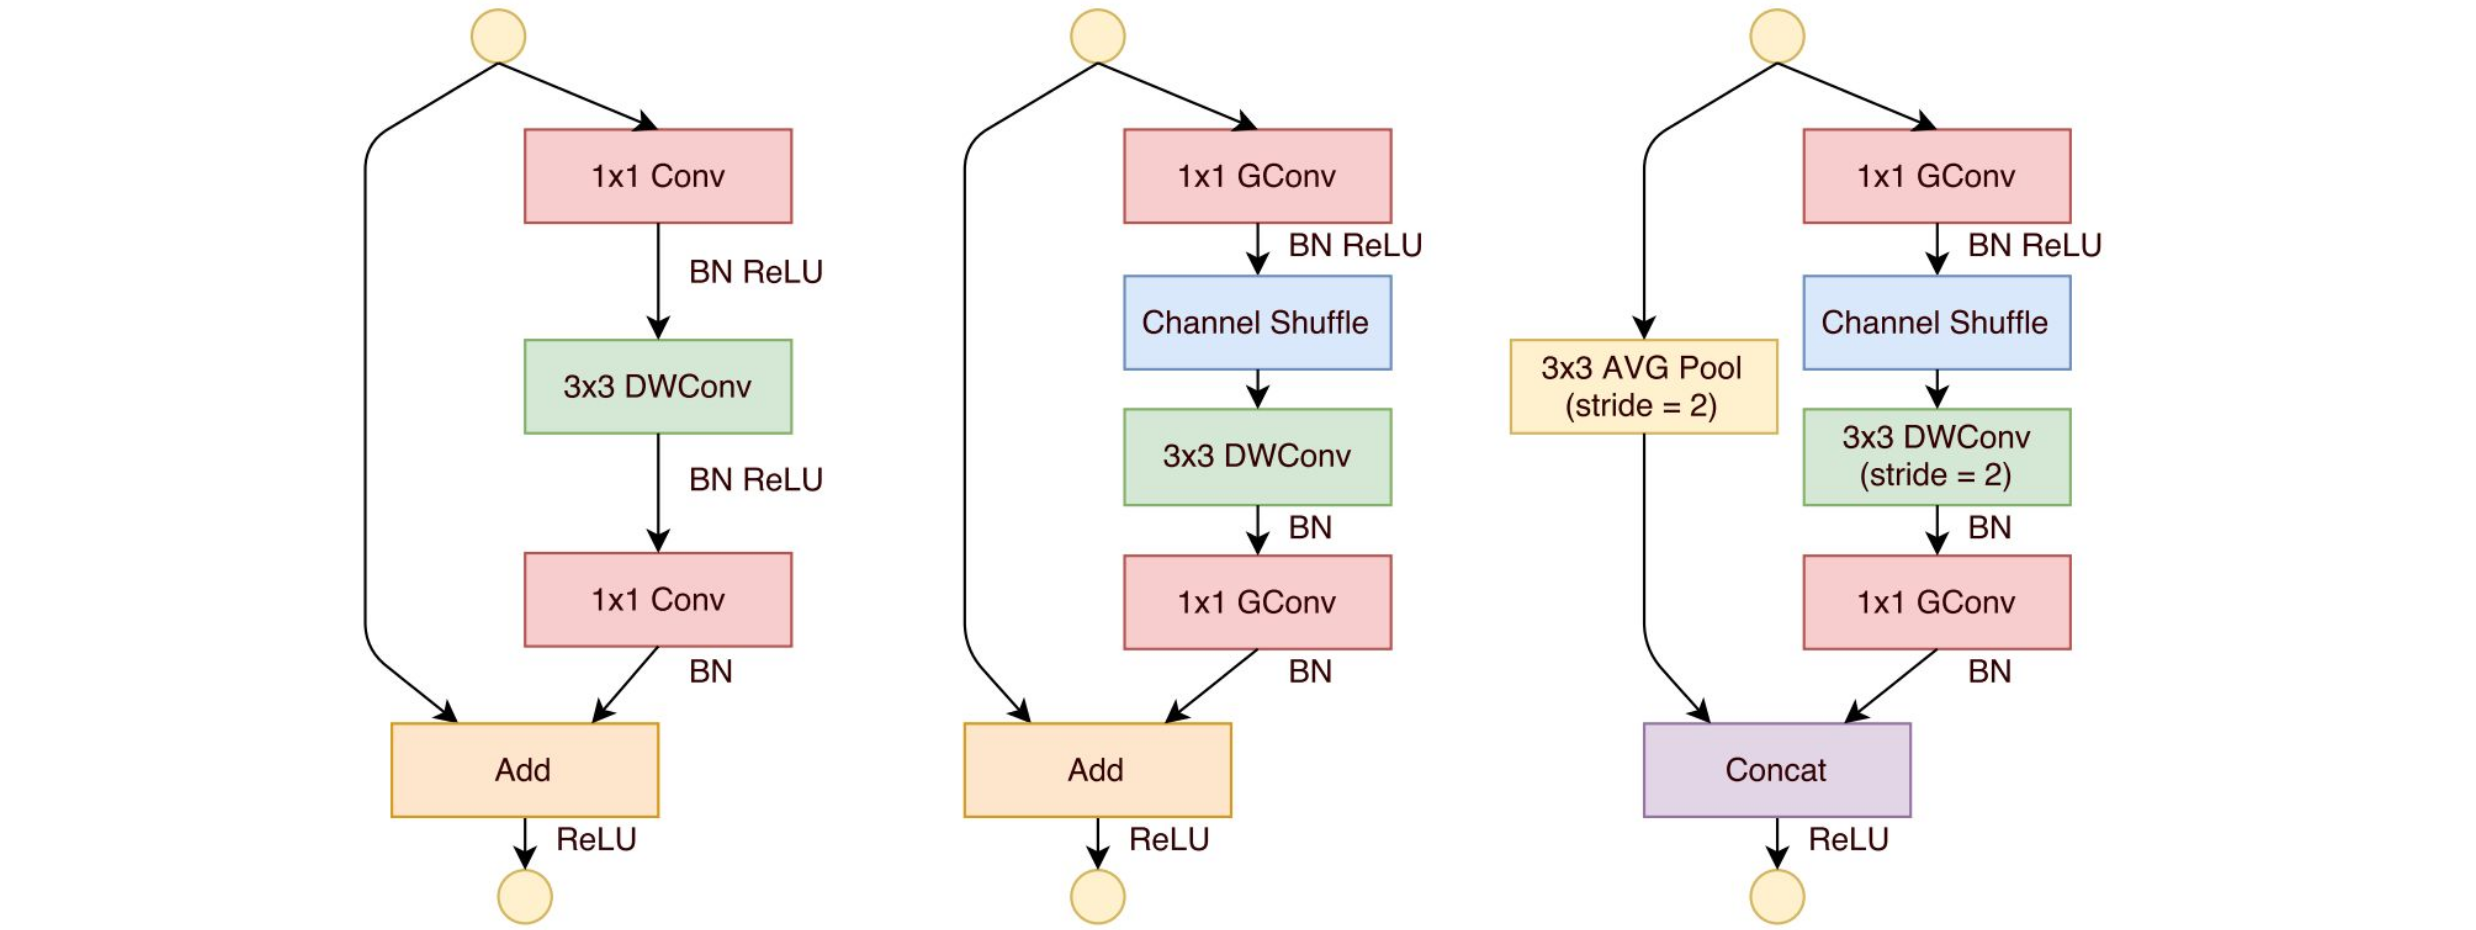 1x1 Conv
BN ReLU
3x3 DWConv
BN ReLU
1x1 Conv
BN
Add
ReLU
1x1 GConv
BN ReLU
Channel Shuffle
3x3 DWConv
BN
1x1 GConv
BN
Add
ReLU
1x1 GConv
BN ReLU
Channel Shuffle
3x3 AVG Pool
(stride = 2)
3x3 DWConv
(stride = 2)
BN
1x1 GConv
BN
Concat
ReLU